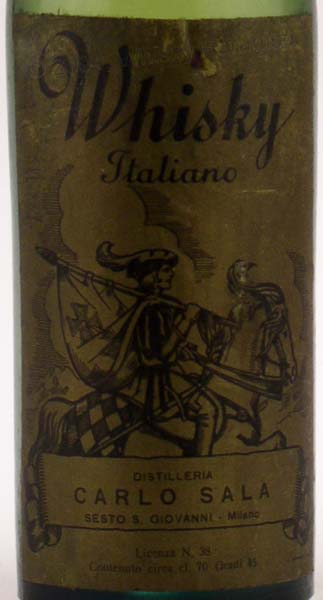 Whisky
Italiano
DISTILLERIA
CARLO SALA
SESTO S. GIOVANNI - Milano
Licenza N. 38
Contenuto circa cl. 70 Gradi 45